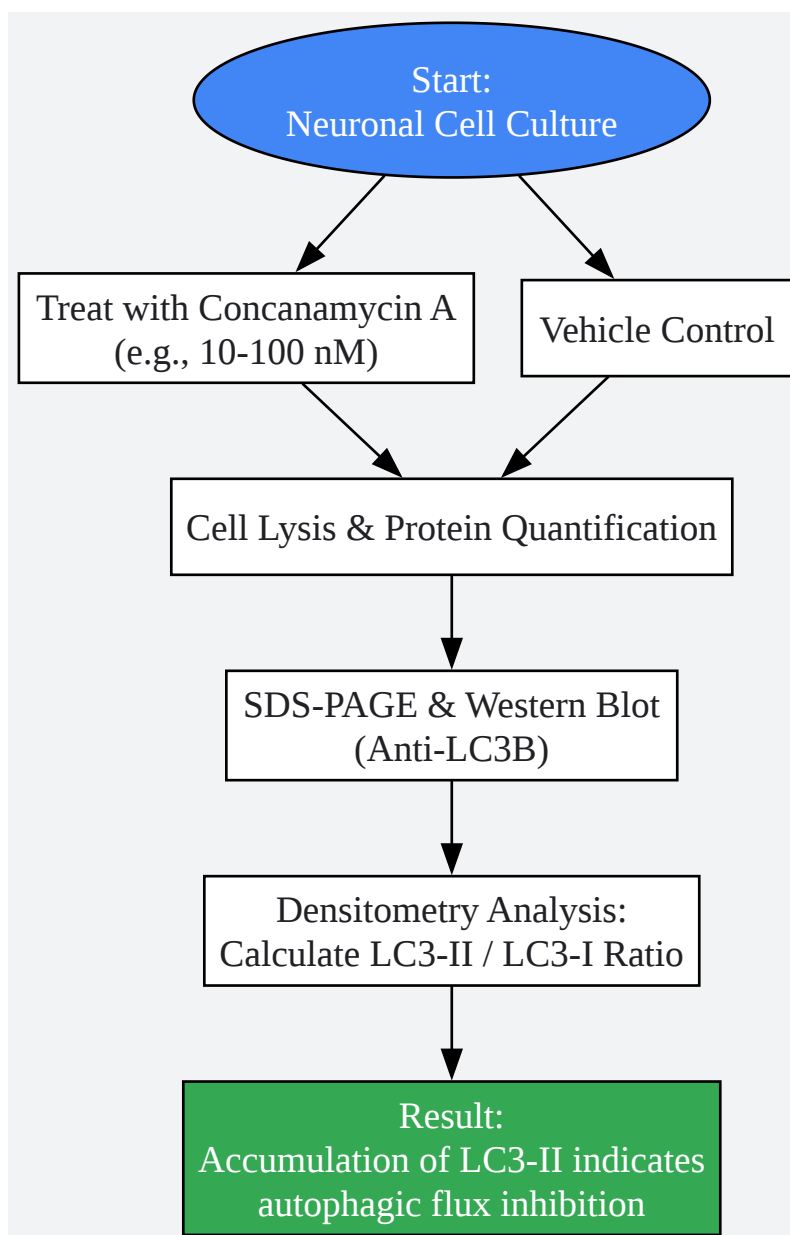 Start:
Neuronal Cell Culture
Treat with Concanamycin A
(e.g., 10-100 nM)
Vehicle Control
Cell Lysis & Protein Quantification
SDS-PAGE & Western Blot
(Anti-LC3B)
Densitometry Analysis:
Calculate LC3-II / LC3-I Ratio
Result:
Accumulation of LC3-II indicates
autophagic flux inhibition